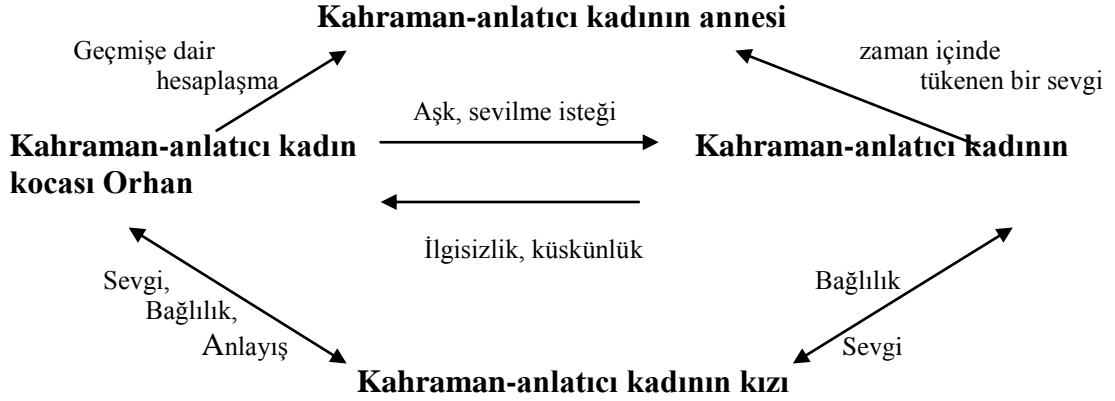 Kahraman-anlatıcı kadının annesi
Geçmişe dair
hesaplaşma
zaman içinde
tükenen bir sevgi
Aşk, sevilme isteği
Kahraman-anlatıcı kadın
kocası Orhan
Kahraman-anlatıcı kadının
İlgisizlik, küskünlük
Sevgi,
Bağlılık,
Anlayış
Bağlılık
Sevgi
Kahraman-anlatıcı kadının kızı